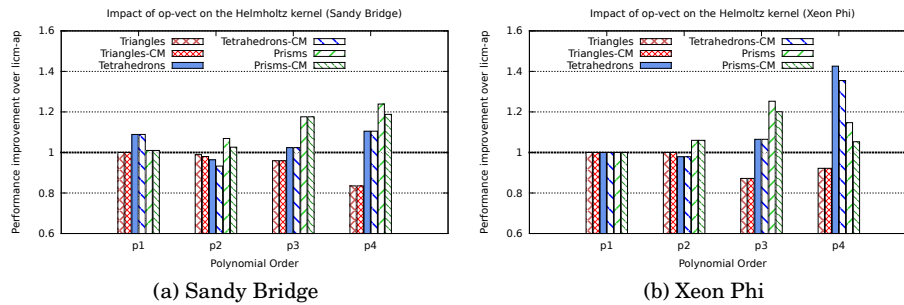 Impact of op-vect on the Helmholtz kernel (Sandy Bridge)
Performance improvement over licm-ap
1.6
1.4
1.2
1
0.8
0.6
Triangles
Triangles-CM
Tetrahedrons
Tetrahedrons-CM
Prisms
Prisms-CM
p1 p2 p3 p4
Polynomial Order
(a) Sandy Bridge
Impact of op-vect on the Helmoltz kernel (Xeon Phi)
Performance improvement over licm-ap
1.6
1.4
1.2
1
0.8
0.6
Triangles
Triangles-CM
Tetrahedrons
Tetrahedrons-CM
Prisms
Prisms-CM
p1 p2 p3 p4
Polynomial Order
(b) Xeon Phi